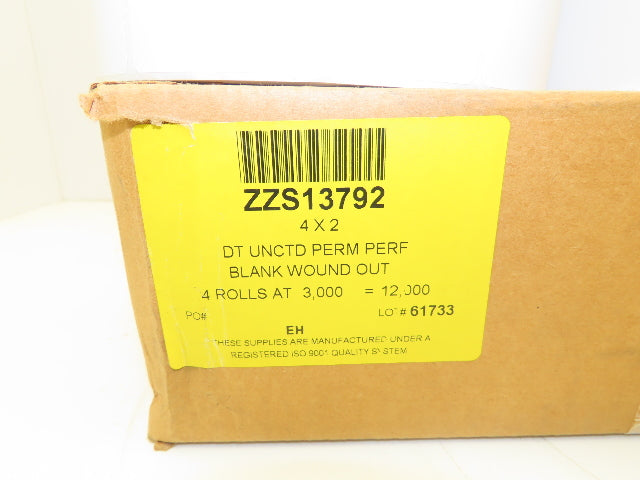 ZZS13792
4 X 2
DT UNCTD PERM PERF
BLANK WOUND OUT
4 ROLLS AT 3,000 = 12,000
PO# LOT# 61733
EH
THESE SUPPLIES ARE MANUFACTURED UNDER A
REGISTERED ISO 9001 QUALITY SYSTEM